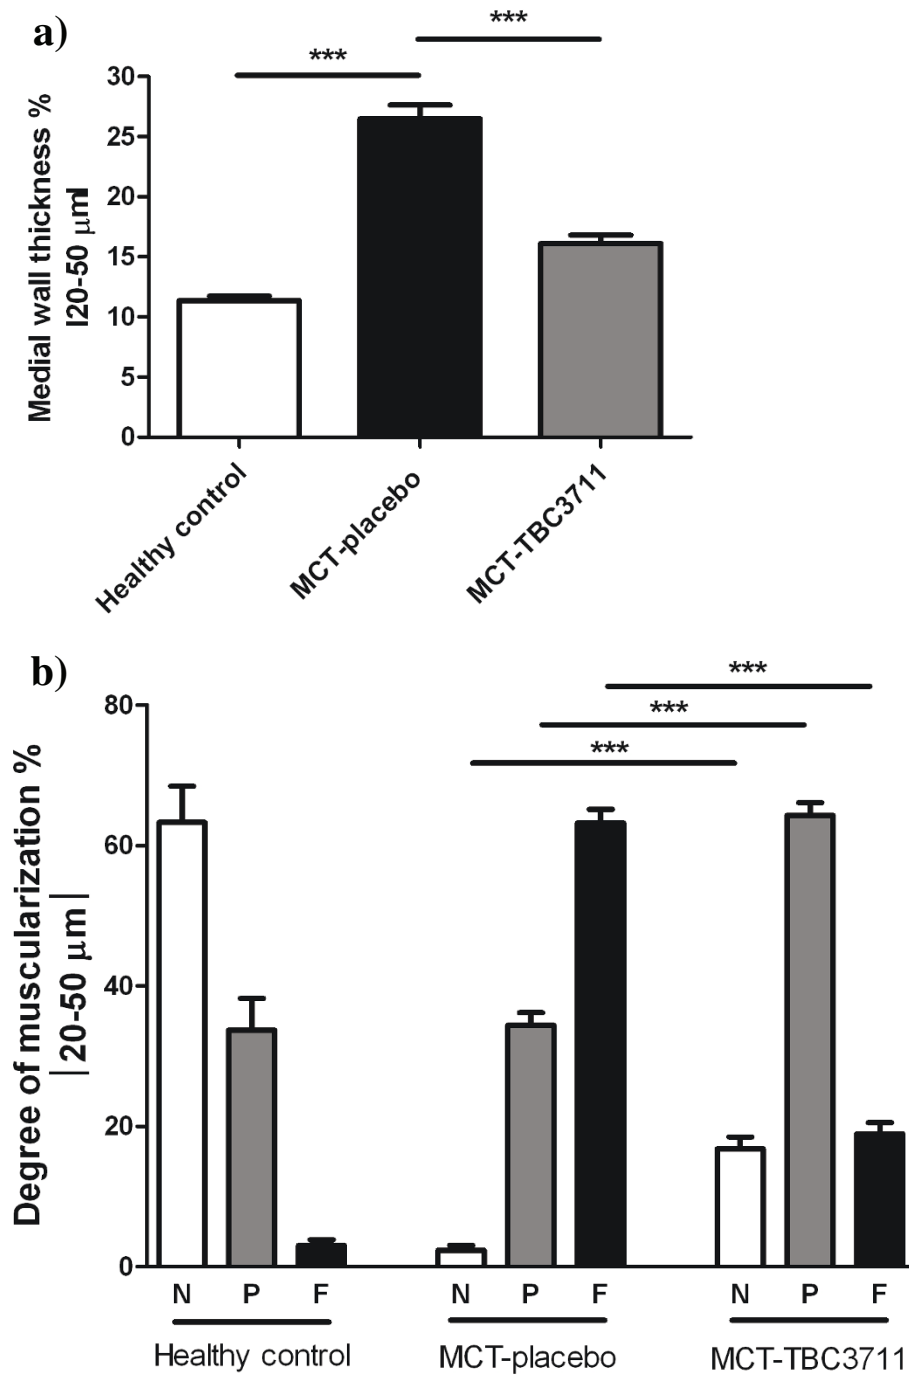 a)
***
***
Medial wall thickness %
I20-50 μmI
30
25
20
15
10
5
0
Healthy control
MCT-placebo
MCT-TBC3711
b)
***
***
***
Degree of muscularization %
|20-50 μm|
80
60
40
20
0
N P F N P F N P F
Healthy control MCT-placebo MCT-TBC3711